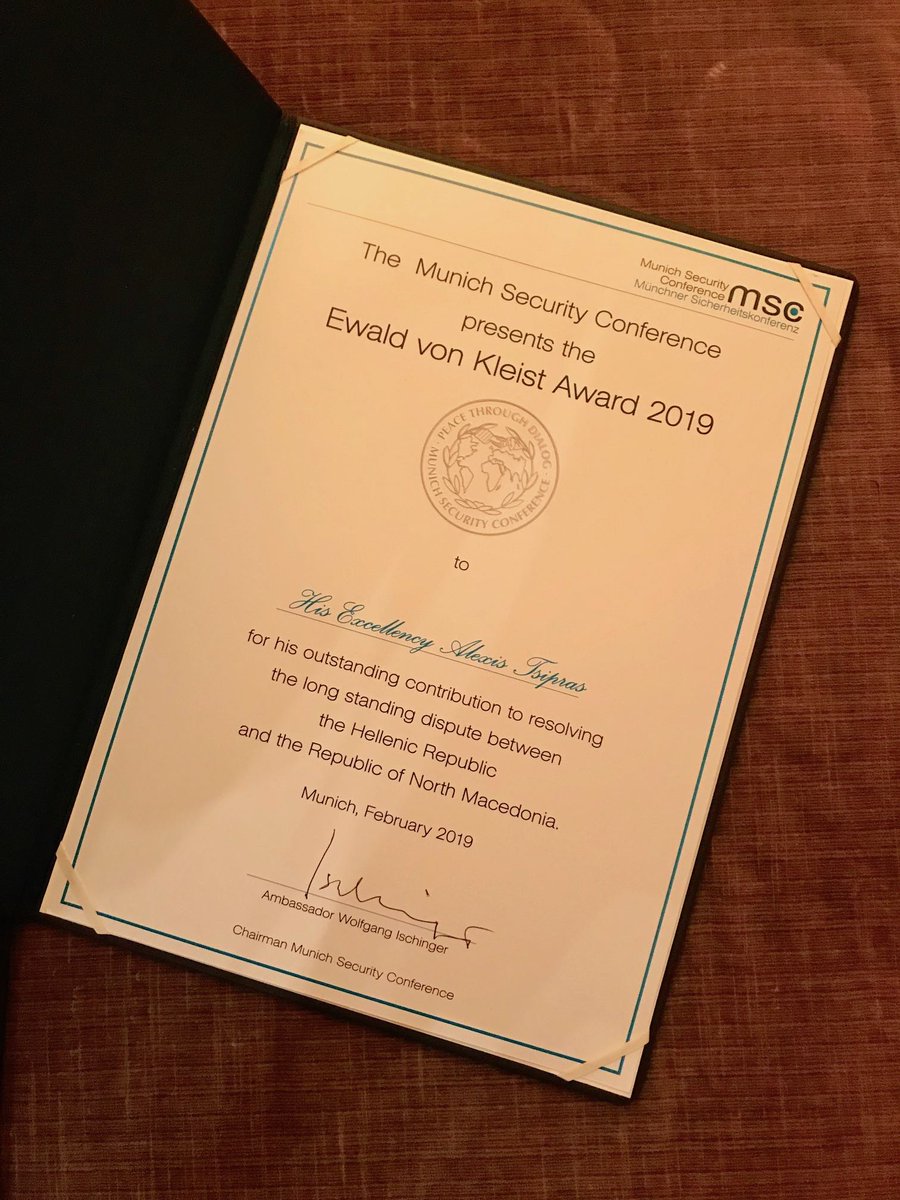 Munich Security
Conference
Münchner Sicherheitskonferenz
msc
The Munich Security Conference
presents the
Ewald von Kleist Award 2019
· PEACE THROUGH DIALOG ·
MUNICH SECURITY CONFERENCE
to
His Excellency Alexis Tsipras
for his outstanding contribution to resolving
the long standing dispute between
the Hellenic Republic
and the Republic of North Macedonia.
Munich, February 2019
Ambassador Wolfgang Ischinger
Chairman Munich Security Conference